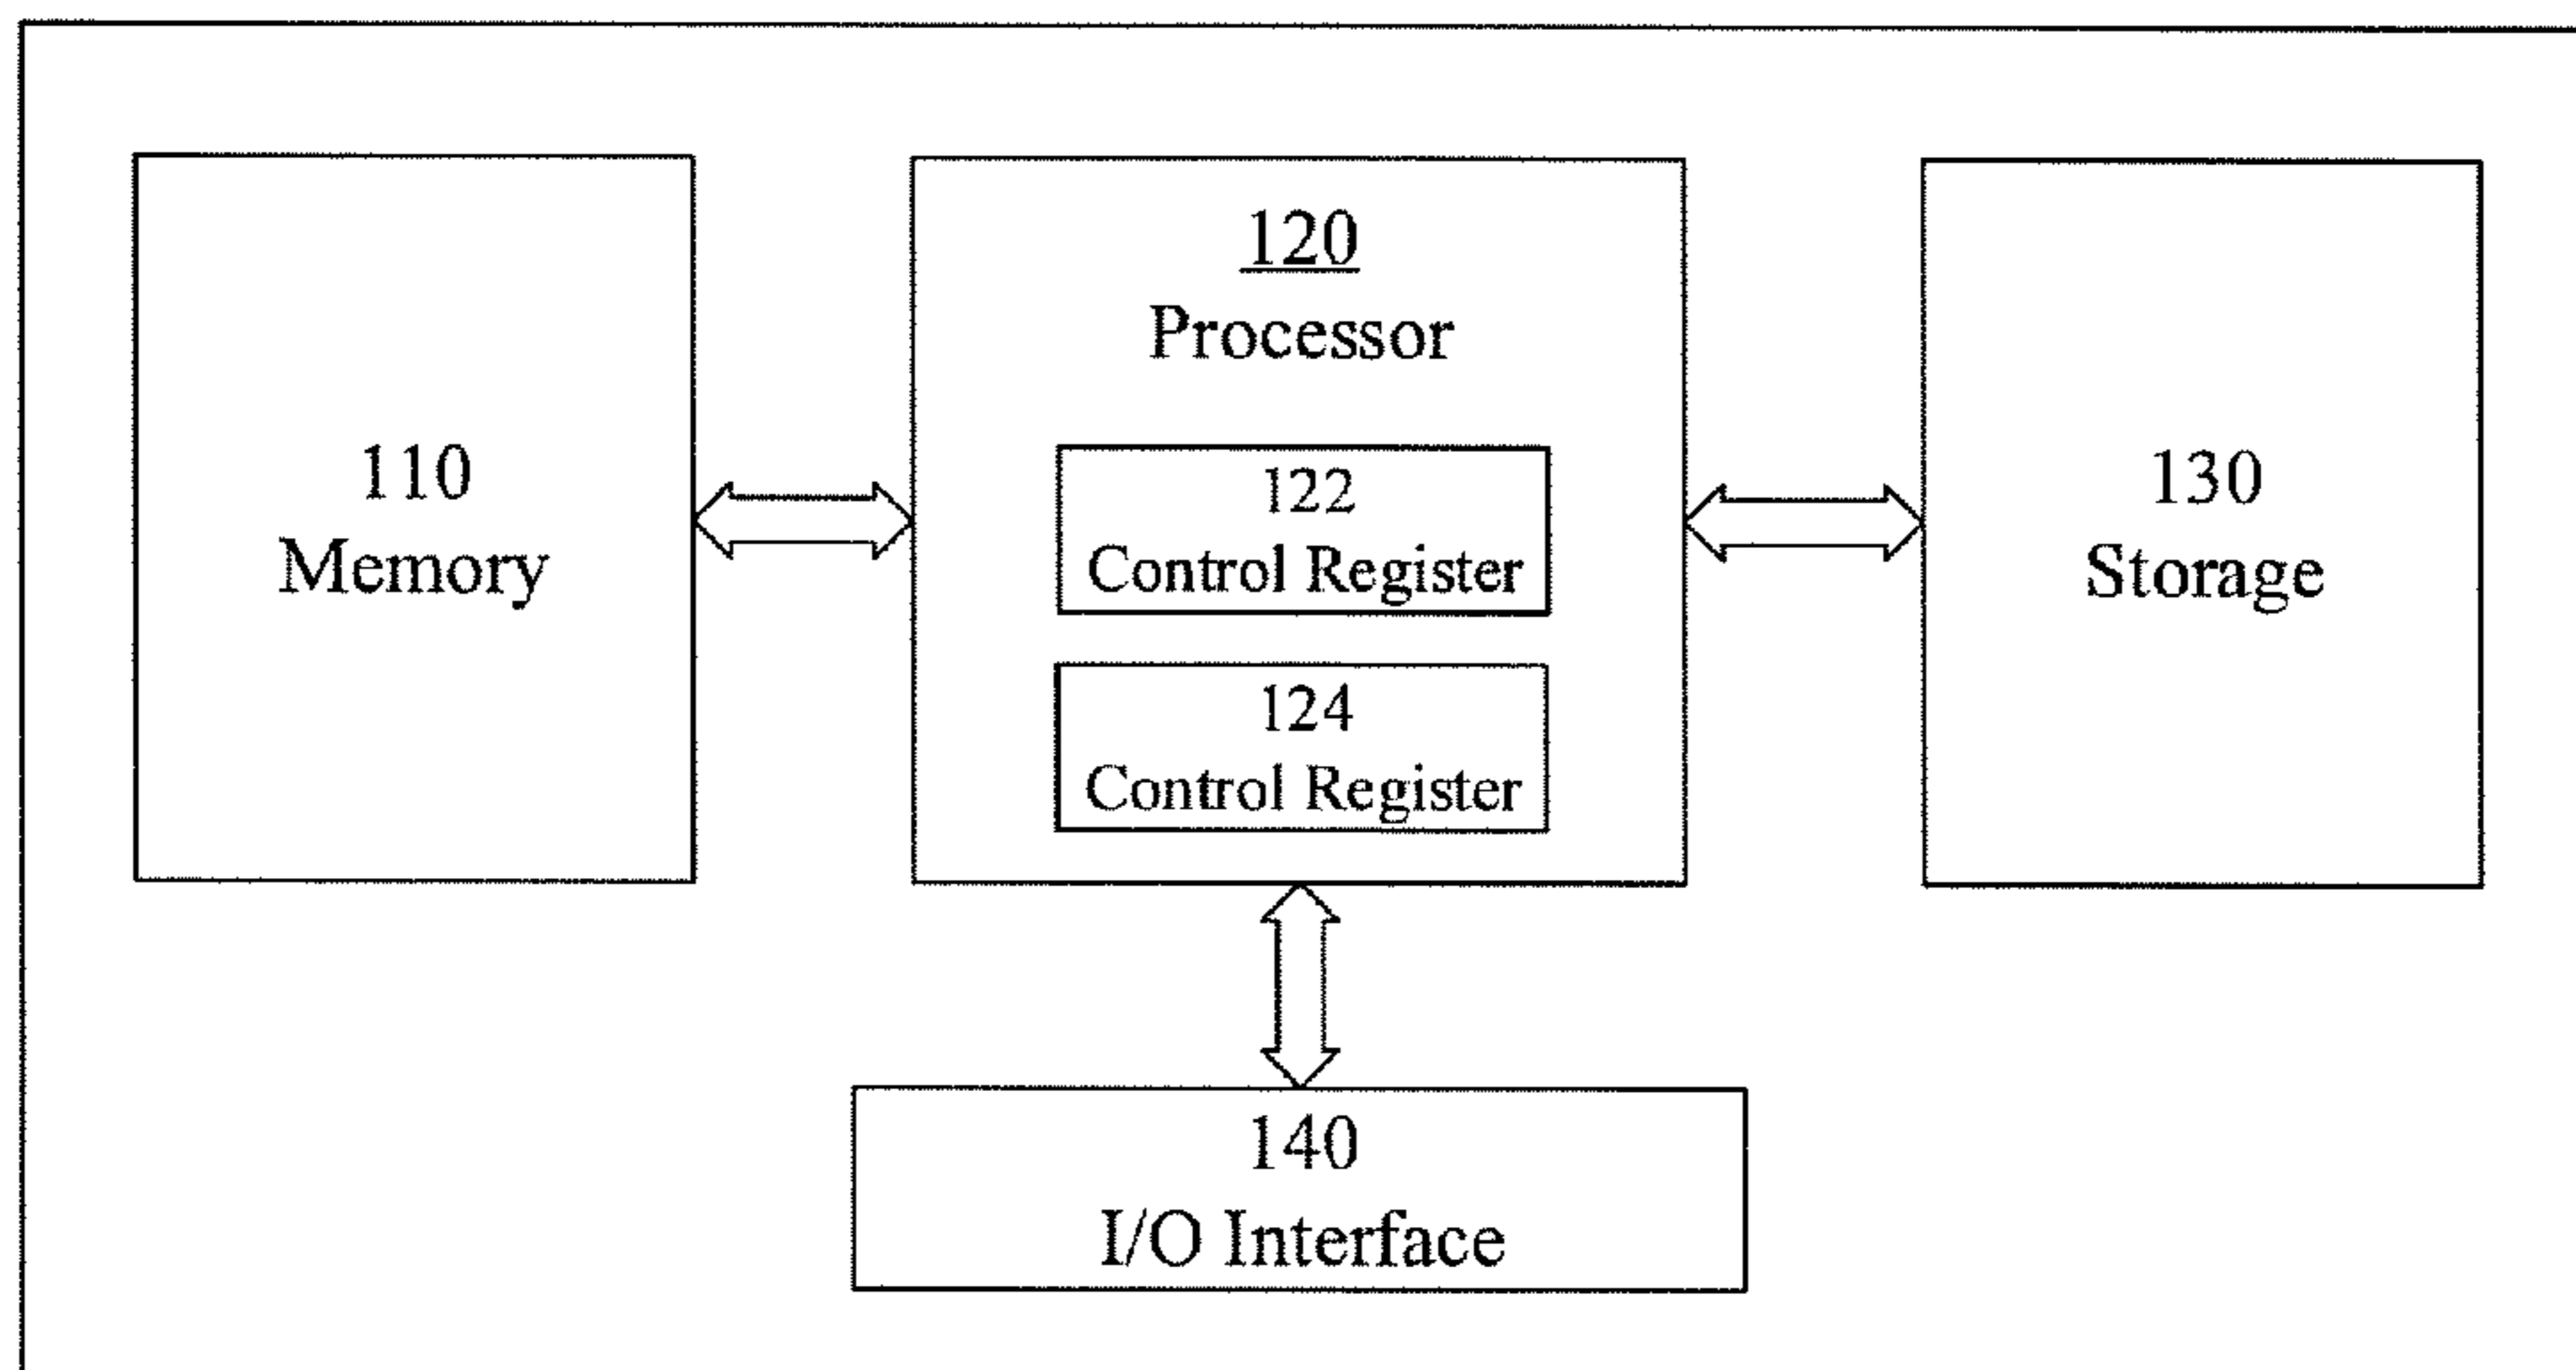 110
Memory
120
Processor
122
Control Register
124
Control Register
130
Storage
140
I/O Interface